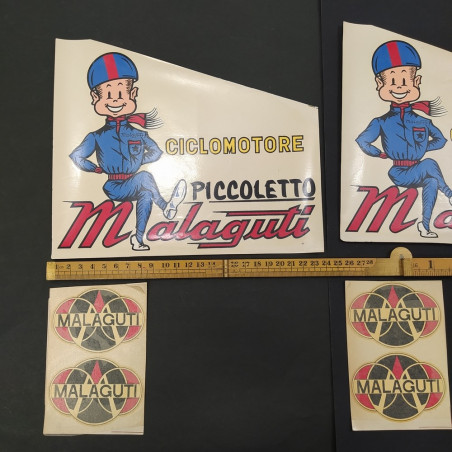 CICLOMOTORE
PICCOLETTO
Malaguti
M
MALAGUTI
MALAGUTI
MALAGUTI
MALAGUTI